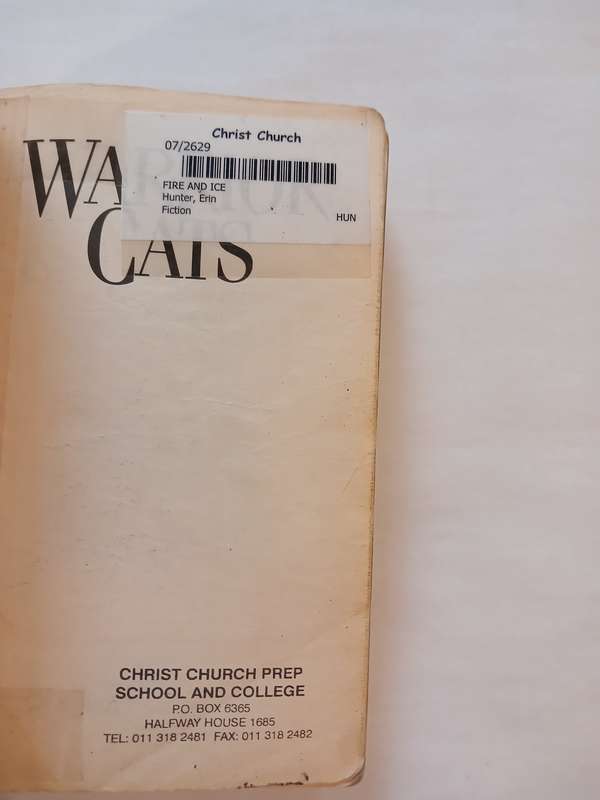 Christ Church
07/2629
FIRE AND ICE
Hunter, Erin
Fiction
HUN
WARRIOR
CATS
CHRIST CHURCH PREP
SCHOOL AND COLLEGE
P.O. BOX 6365
HALFWAY HOUSE 1685
TEL: 011 318 2481 FAX: 011 318 2482